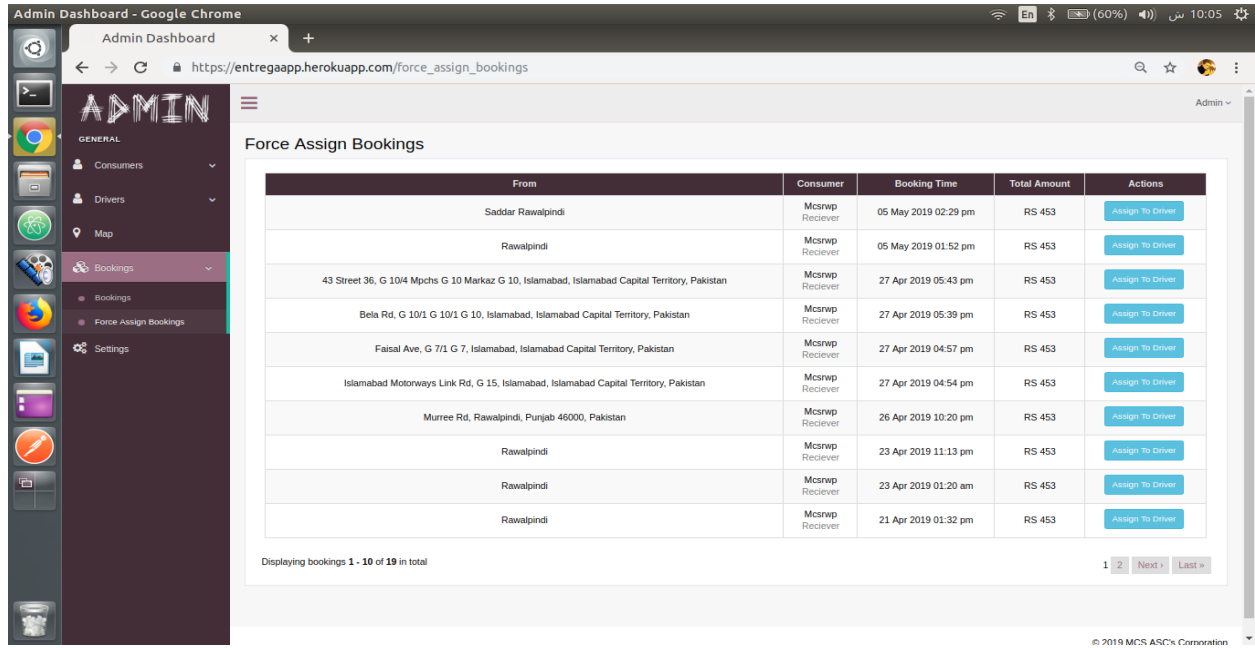 Admin Dashboard - Google Chrome
En (60%) ش 10:05
Admin Dashboard × +
https://entregaapp.herokuapp.com/force_assign_bookings
ADMIN
Admin
GENERAL
Consumers
Drivers
Map
Bookings
Bookings
Force Assign Bookings
Settings
Force Assign Bookings
From Consumer Booking Time Total Amount Actions
Saddar Rawalpindi Mcsrwp Reciever 05 May 2019 02:29 pm RS 453 Assign To Driver
Rawalpindi Mcsrwp Reciever 05 May 2019 01:52 pm RS 453 Assign To Driver
43 Street 36, G 10/4 Mpchs G 10 Markaz G 10, Islamabad, Islamabad Capital Territory, Pakistan Mcsrwp Reciever 27 Apr 2019 05:43 pm RS 453 Assign To Driver
Bela Rd, G 10/1 G 10/1 G 10, Islamabad, Islamabad Capital Territory, Pakistan Mcsrwp Reciever 27 Apr 2019 05:39 pm RS 453 Assign To Driver
Faisal Ave, G 7/1 G 7, Islamabad, Islamabad Capital Territory, Pakistan Mcsrwp Reciever 27 Apr 2019 04:57 pm RS 453 Assign To Driver
Islamabad Motorways Link Rd, G 15, Islamabad, Islamabad Capital Territory, Pakistan Mcsrwp Reciever 27 Apr 2019 04:54 pm RS 453 Assign To Driver
Murree Rd, Rawalpindi, Punjab 46000, Pakistan Mcsrwp Reciever 26 Apr 2019 10:20 pm RS 453 Assign To Driver
Rawalpindi Mcsrwp Reciever 23 Apr 2019 11:13 pm RS 453 Assign To Driver
Rawalpindi Mcsrwp Reciever 23 Apr 2019 01:20 am RS 453 Assign To Driver
Rawalpindi Mcsrwp Reciever 21 Apr 2019 01:32 pm RS 453 Assign To Driver
Displaying bookings 1 - 10 of 19 in total
1 2 Next › Last »
© 2019 MCS ASC's Corporation